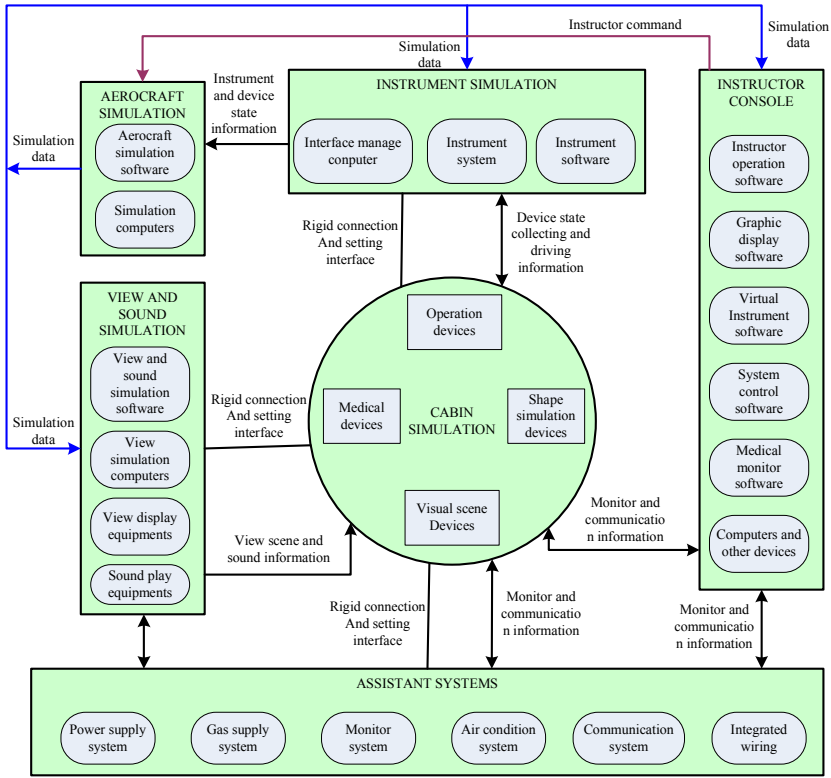 Instructor command
Simulation
data
Simulation
data
AEROCRAFT
SIMULATION
Aerocraft
simulation
software
Simulation
computers
Instrument
and device
state
information
INSTRUMENT SIMULATION
Interface manage
conputer
Instrument
system
Instrument
software
INSTRUCTOR
CONSOLE
Instructor
operation
software
Graphic
display
software
Virtual
Instrument
software
System
control
software
Medical
monitor
software
Computers and
other devices
Simulation
data
Rigid connection
And setting
interface
Device state
collecting and
driving
information
VIEW AND
SOUND
SIMULATION
View and
sound
simulation
software
View
simulation
computers
View display
equipments
Sound play
equipments
Simulation
data
Rigid connection
And setting
interface
Operation
devices
Medical
devices
CABIN
SIMULATION
Shape
simulation
devices
Visual scene
Devices
View scene and
sound information
Monitor and
communicatio
n information
Rigid connection
And setting
interface
Monitor and
communicatio
n information
Monitor and
communicatio
n information
ASSISTANT SYSTEMS
Power supply
system
Gas supply
system
Monitor
system
Air condition
system
Communication
system
Integrated
wiring